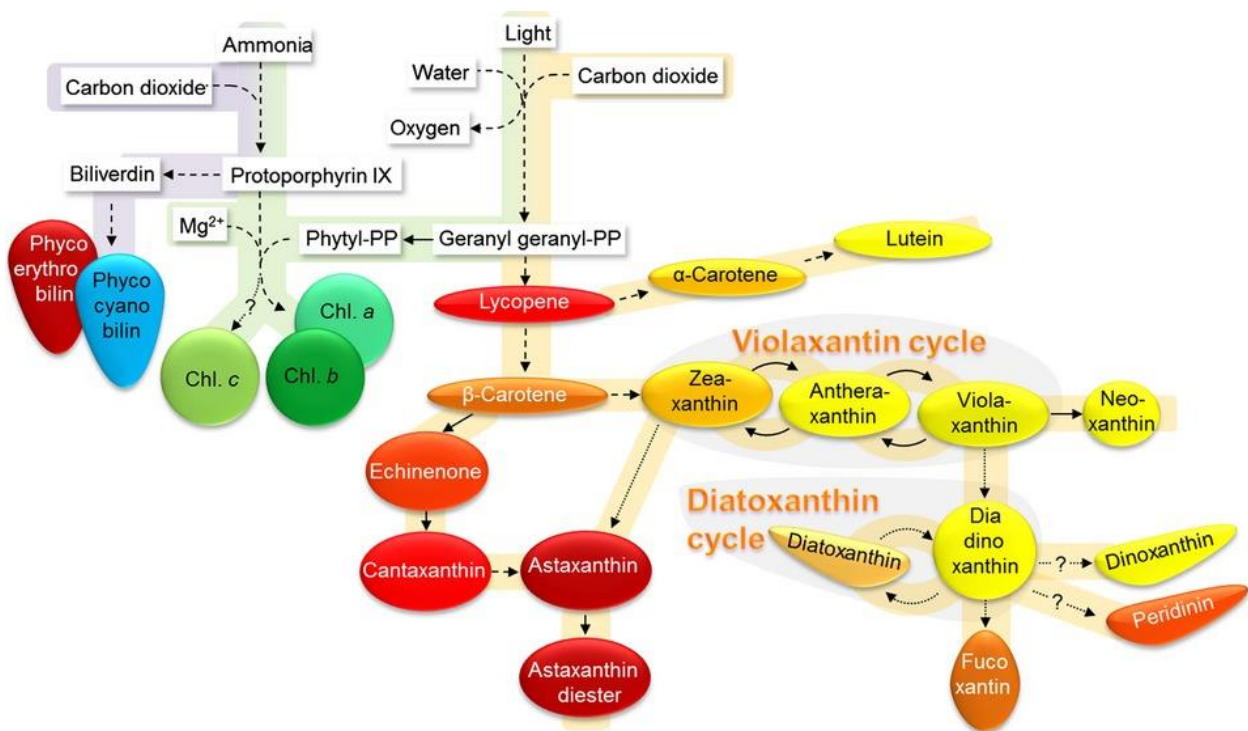 Light
Ammonia
Water
Carbon dioxide
Carbon dioxide
Oxygen
Biliverdin
Protoporphyrin IX
Mg²⁺
Phytyl-PP
Geranyl geranyl-PP
Lutein
Phyco
erythro
bilin
Phyco
cyano
bilin
α-Carotene
Lycopene
?
Chl. a
Chl. c
Chl. b
Violaxantin cycle
β-Carotene
Zea-
xanthin
Anthera-
xanthin
Viola-
xanthin
Neo-
xanthin
Echinenone
Diatoxanthin
cycle
Diatoxanthin
Dia
dino
xanthin
?
Dinoxanthin
?
Peridinin
Cantaxanthin
Astaxanthin
Astaxanthin
diester
Fuco
xantin